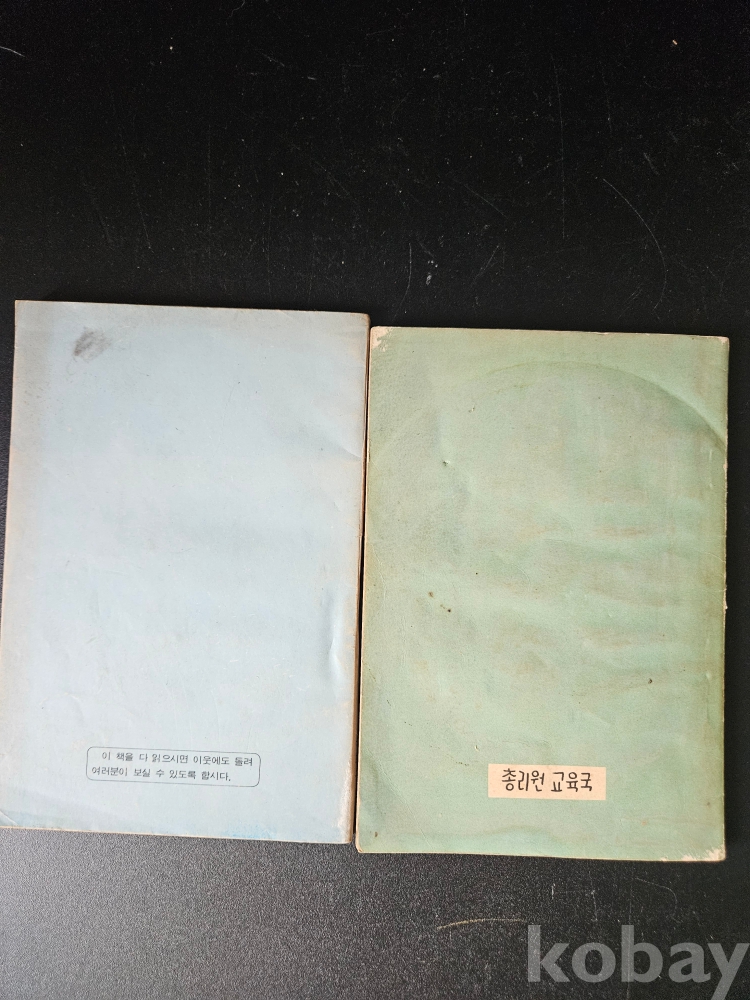 이 책을 다 읽으시면 이웃에도 돌려
여러분이 보실 수 있도록 합시다.
총리원 교육국
kobay